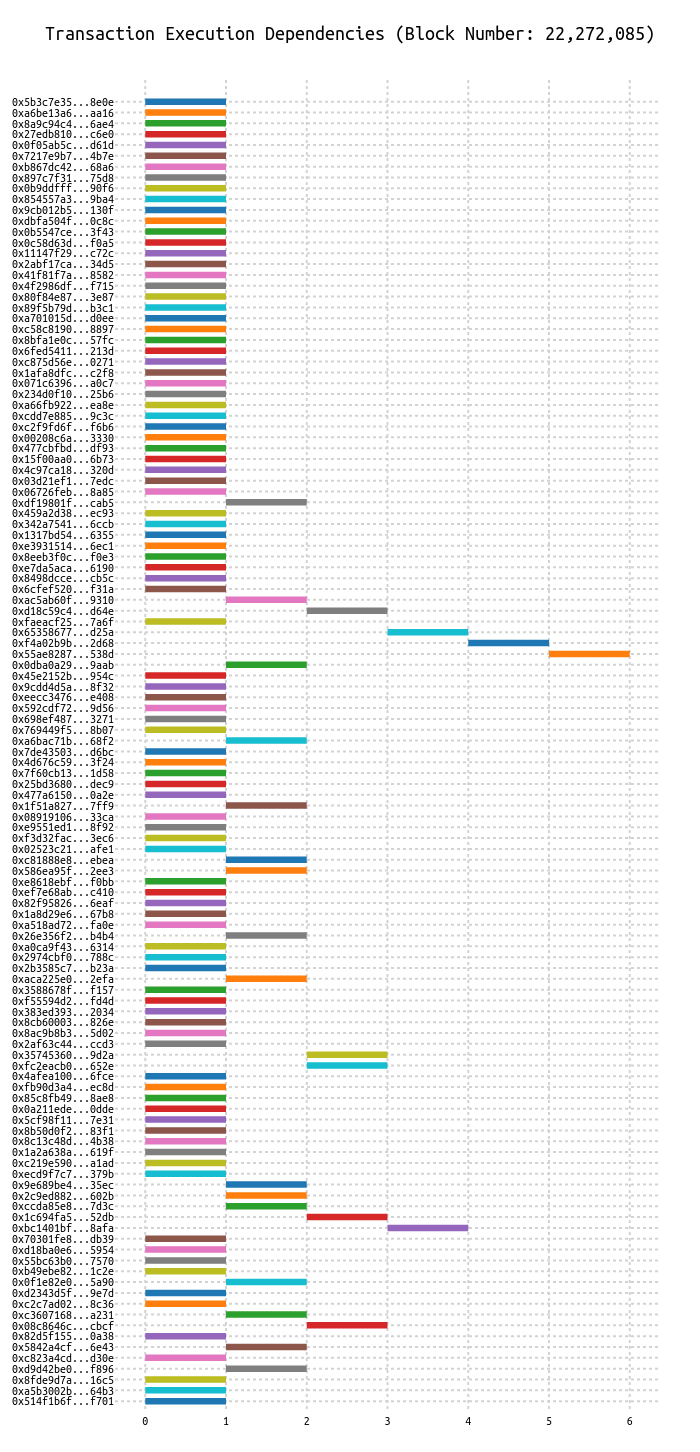 Transaction Execution Dependencies (Block Number: 22,272,085)
0x5b3c7e35...8e0e
0xa6be13a6...aa16
0x8a9c94c4...6ae4
0x27edb810...c6e0
0x0f05ab5c...d61d
0x7217e9b7...4b7e
0xb867dc42...68a6
0x897c7f31...75d8
0x0b9ddfff...90f6
0x854557a3...9ba4
0x9cb012b5...130f
0xdbfa504f...0c8c
0x0b5547ce...3f43
0x0c58d63d...f0a5
0x11147f29...c72c
0x2abf17ca...34d5
0x41f81f7a...8582
0x4f2986df...f715
0x80f84e87...3e87
0x89f5b79d...b3c1
0xa701015d...d0ee
0xc58c8190...8897
0x8bfa1e0c...57fc
0x6fed5411...213d
0xc875d56e...0271
0x1afa8dfc...c2f8
0x071c6396...a0c7
0x234d0f10...25b6
0xa66fb922...ea8e
0xcdd7e885...9c3c
0xc2f9fd6f...f6b6
0x00208c6a...3330
0x477cbfbd...df93
0x15f00aa0...6b73
0x4c97ca18...320d
0x03d21ef1...7edc
0x06726feb...8a85
0xdf19801f...cab5
0x459a2d38...ec93
0x342a7541...6ccb
0x1317bd54...6355
0xe3931514...6ec1
0x8eeb3f0c...f0e3
0xe7da5aca...6190
0x8498dcce...cb5c
0x6cfef520...f31a
0xac5ab60f...9310
0xd18c59c4...d64e
0xfaeacf25...7a6f
0x65358677...d25a
0xf4a02b9b...2d68
0x55ae8287...538d
0x0dba0a29...9aab
0x45e2152b...954c
0x9cdd4d5a...8f32
0xeecc3476...e408
0x592cdf72...9d56
0x698ef487...3271
0x769449f5...8b07
0xa6bac71b...68f2
0x7de43503...d6bc
0x4d676c59...3f24
0x7f60cb13...1d58
0x25bd3680...dec9
0x477a6150...0a2e
0x1f51a827...7ff9
0x08919106...33ca
0xe9551ed1...8f92
0xf3d32fac...3ec6
0x02523c21...afe1
0xc81888e8...ebea
0x586ea95f...2ee3
0xe8618ebf...f0bb
0xef7e68ab...c410
0x82f95826...6eaf
0x1a8d29e6...67b8
0xa518ad72...fa0e
0x26e356f2...b4b4
0xa0ca9f43...6314
0x2974cbf0...788c
0x2b3585c7...b23a
0xaca225e0...2efa
0x3588678f...f157
0xf55594d2...fd4d
0x383ed393...2034
0x8cb60003...826e
0x8ac9b8b3...5d02
0x2af63c44...ccd3
0x35745360...9d2a
0xfc2eacb0...652e
0x4afea100...6fce
0xfb90d3a4...ec8d
0x85c8fb49...8ae8
0x0a211ede...0dde
0x5cf98f11...7e31
0x8b50d0f2...83f1
0x8c13c48d...4b38
0x1a2a638a...619f
0xc219e590...a1ad
0xecd9f7c7...379b
0x9e689be4...35ec
0x2c9ed882...602b
0xccda85e8...7d3c
0x1c694fa5...52db
0xbc1401bf...8afa
0x70301fe8...db39
0xd18ba0e6...5954
0x55bc63b0...7570
0xb49ebe82...1c2e
0x0f1e82e0...5a90
0xd2343d5f...9e7d
0xc2c7ad02...8c36
0xc3607168...a231
0x08c8646c...cbcf
0x82d5f155...0a38
0x5842a4cf...6e43
0xc823a4cd...d30e
0xd9d42be0...f896
0x8fde9d7a...16c5
0xa5b3002b...64b3
0x514f1b6f...f701
0 1 2 3 4 5 6